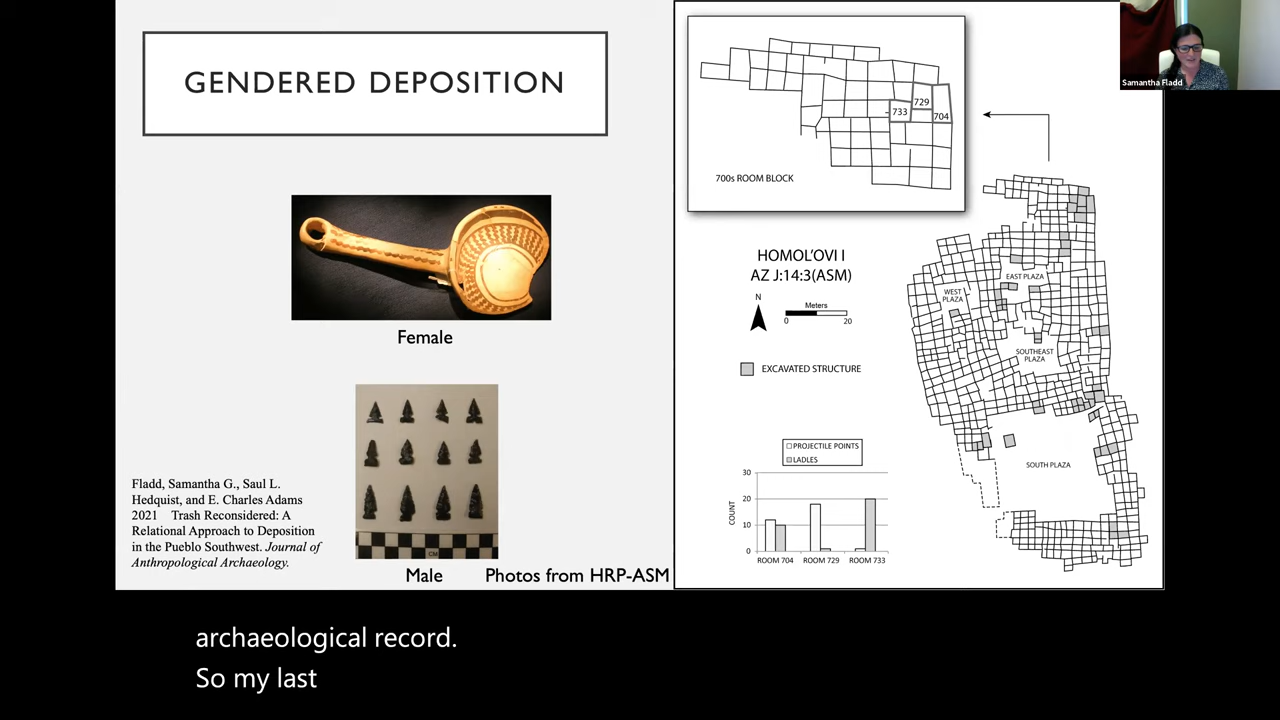 GENDERED DEPOSITION
Female
Male
Photos from HRP-ASM
Fladd, Samantha G., Saul L.
Hedquist, and E. Charles Adams
2021 Trash Reconsidered: A
Relational Approach to Deposition
in the Pueblo Southwest. Journal of
Anthropological Archaeology.
733
729
704
700s ROOM BLOCK
HOMOL'OVI I
AZ J:14:3(ASM)
N
Meters
0 20
EXCAVATED STRUCTURE
WEST
PLAZA
EAST PLAZA
SOUTHEAST
PLAZA
SOUTH PLAZA
PROJECTILE POINTS
LADLES
COUNT
30
20
10
0
ROOM 704 ROOM 729 ROOM 733
CM
Samantha Fladd
archaeological record.
So my last